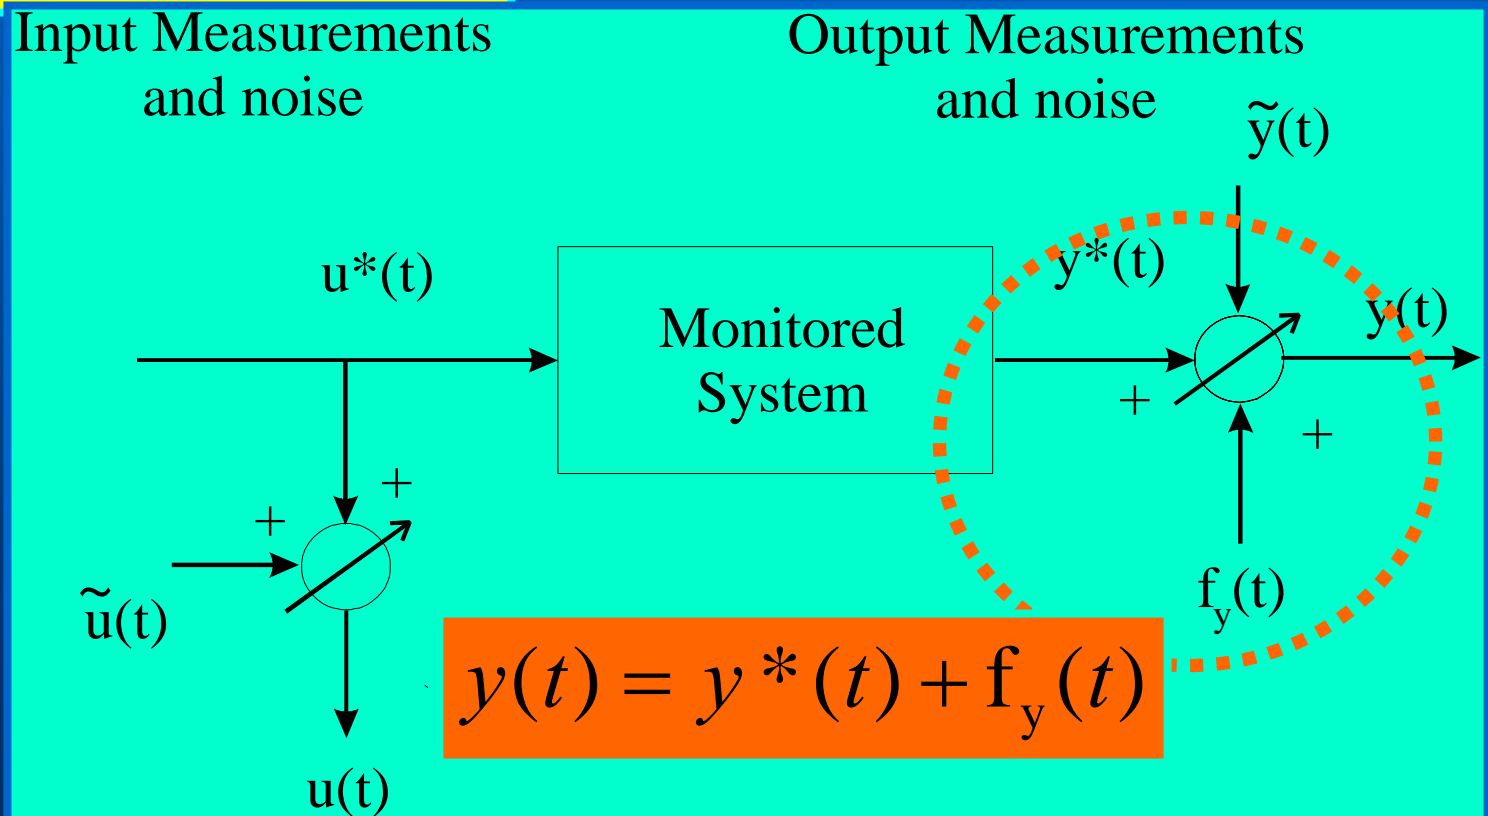 Input Measurements
and noise
Output Measurements
and noise
ỹ(t)
u*(t)
y*(t)
Monitored
System
y(t)
+
+
+
+
ũ(t)
f_y(t)
y(t) = y*(t) + f_y(t)
u(t)